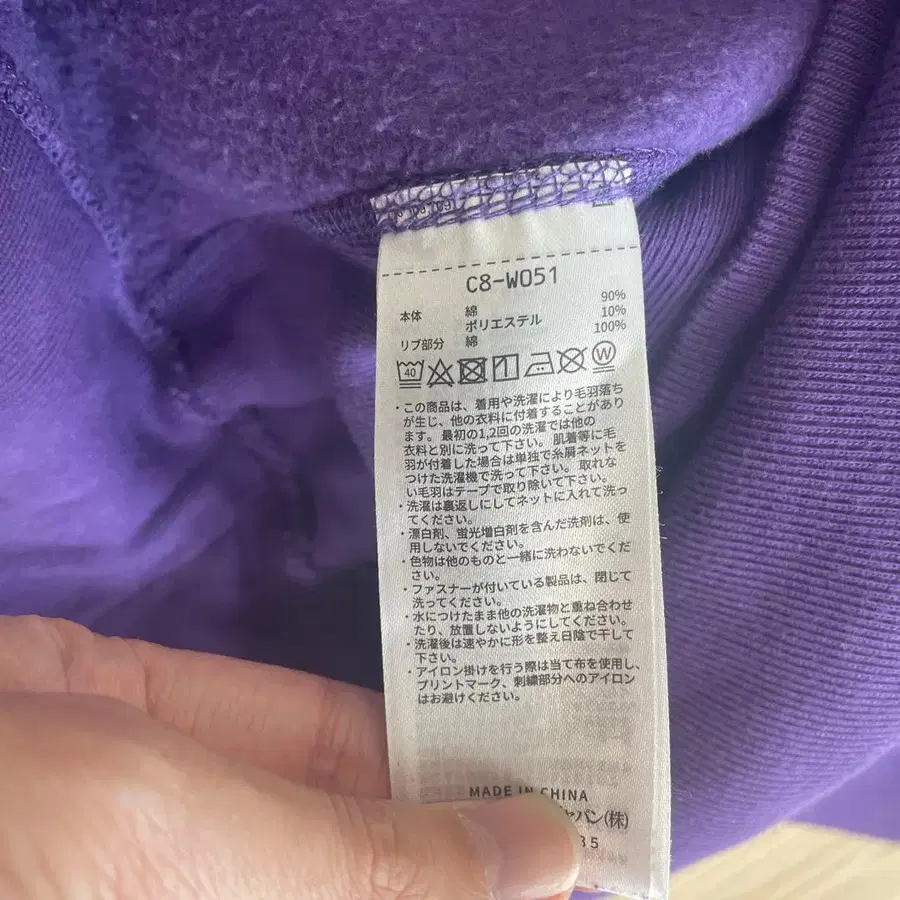 C8-W051
本体 綿 90%
ポリエステル 10%
リブ部分 綿 100%
40 W
・この商品は、着用や洗濯により毛羽落ち
が生じ、他の衣料に付着することがあり
ます。最初の1,2回の洗濯では他の
衣料と別に洗って下さい。肌着等に毛
羽が付着した場合は単独で糸屑ネットを
つけた洗濯機で洗って下さい。取れな
い毛羽はテープで取り除いて下さい。
・洗濯は裏返しにしてネットに入れて洗っ
てください。
・漂白剤、蛍光増白剤を含んだ洗剤は、使
用しないでください。
・色物は他のものと一緒に洗わないでくだ
さい。
・ファスナーが付いている製品は、閉じて
洗ってください。
・水につけたまま他の洗濯物と重ね合わせ
たり、放置しないようにしてください。
・洗濯後は速やかに形を整え日陰で干して
下さい。
・アイロン掛けを行う際は当て布を使用し、
プリントマーク、刺繍部分へのアイロン
はお避けください。
MADE IN CHINA
ャパン(株)
35